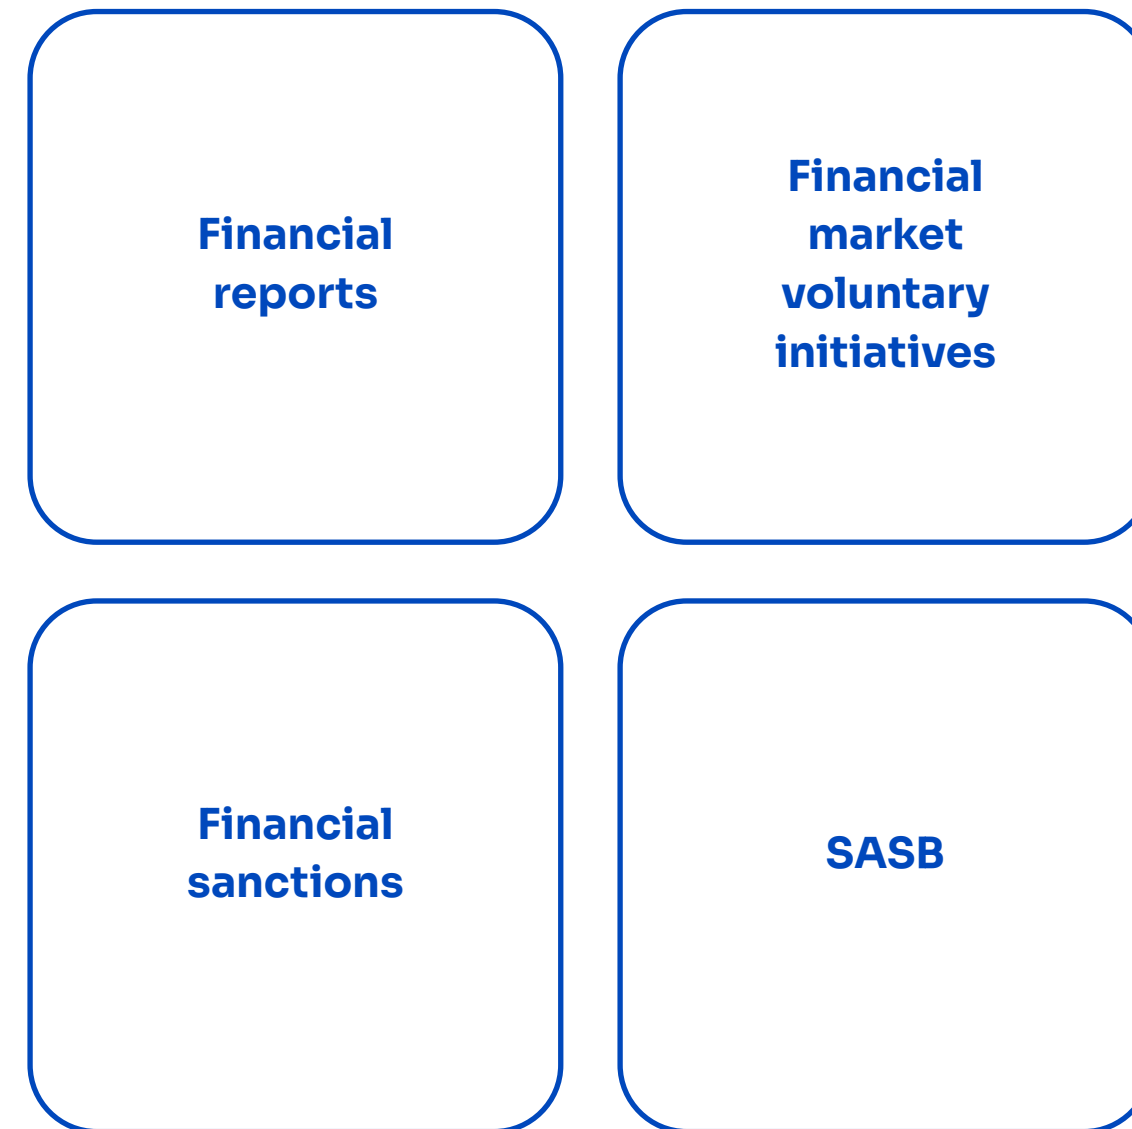 Financial
reports
Financial
market
voluntary
initiatives
Financial
sanctions
SASB